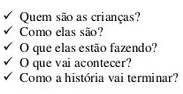 ✓ Quem são as crianças?
✓ Como elas são?
✓ O que elas estão fazendo?
✓ O que vai acontecer?
✓ Como a história vai terminar?